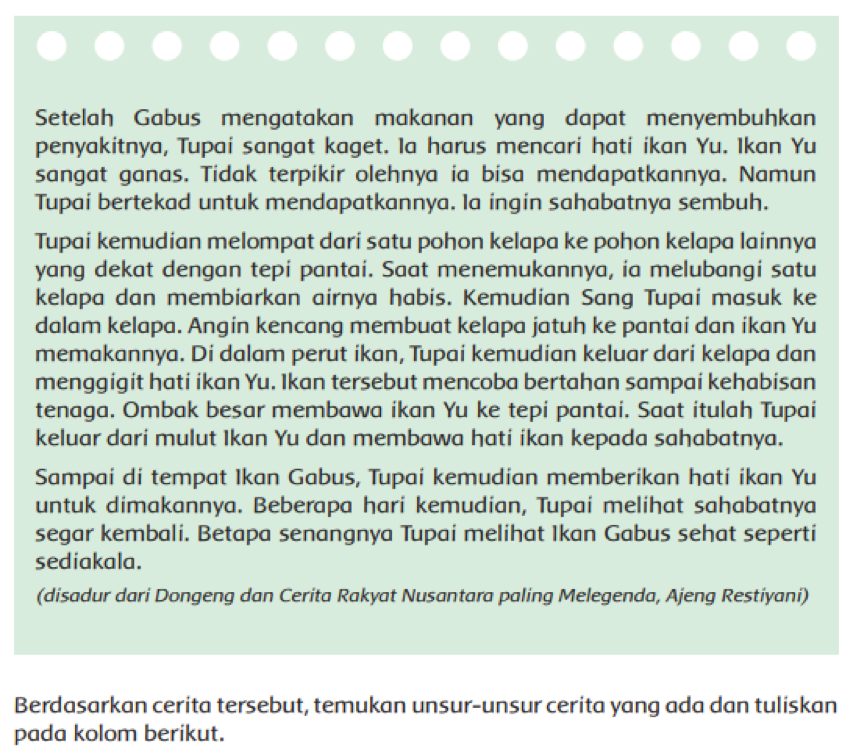 Setelah Gabus mengatakan makanan yang dapat menyembuhkan
penyakitnya, Tupai sangat kaget. Ia harus mencari hati ikan Yu. Ikan Yu
sangat ganas. Tidak terpikir olehnya ia bisa mendapatkannya. Namun
Tupai bertekad untuk mendapatkannya. Ia ingin sahabatnya sembuh.
Tupai kemudian melompat dari satu pohon kelapa ke pohon kelapa lainnya
yang dekat dengan tepi pantai. Saat menemukannya, ia melubangi satu
kelapa dan membiarkan airnya habis. Kemudian Sang Tupai masuk ke
dalam kelapa. Angin kencang membuat kelapa jatuh ke pantai dan ikan Yu
memakannya. Di dalam perut ikan, Tupai kemudian keluar dari kelapa dan
menggigit hati ikan Yu. Ikan tersebut mencoba bertahan sampai kehabisan
tenaga. Ombak besar membawa ikan Yu ke tepi pantai. Saat itulah Tupai
keluar dari mulut Ikan Yu dan membawa hati ikan kepada sahabatnya.
Sampai di tempat Ikan Gabus, Tupai kemudian memberikan hati ikan Yu
untuk dimakannya. Beberapa hari kemudian, Tupai melihat sahabatnya
segar kembali. Betapa senangnya Tupai melihat Ikan Gabus sehat seperti
sediakala.
(disadur dari Dongeng dan Cerita Rakyat Nusantara paling Melegenda, Ajeng Restiyani)
Berdasarkan cerita tersebut, temukan unsur-unsur cerita yang ada dan tuliskan
pada kolom berikut.